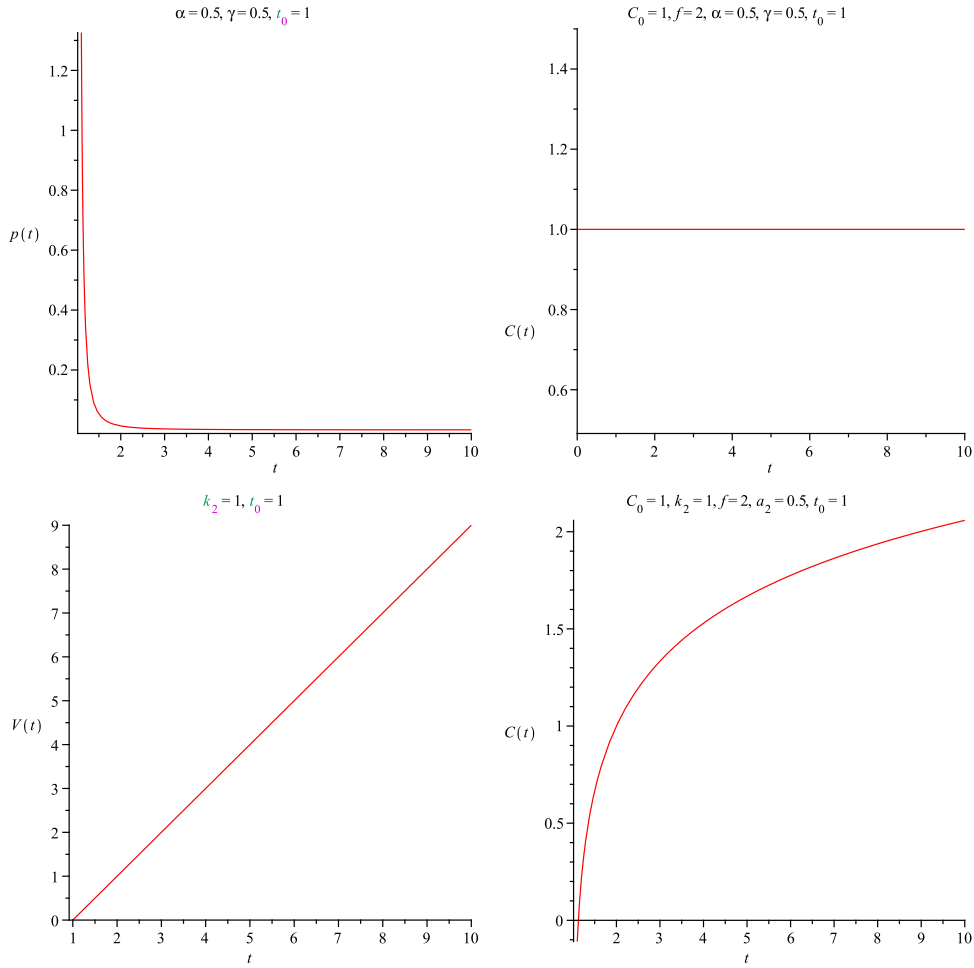 α = 0.5, γ = 0.5, t₀ = 1
1.2
1
0.8
p(t)
0.6
0.4
0.2
2 3 4 5 6 7 8 9 10
t
C₀ = 1, f = 2, α = 0.5, γ = 0.5, t₀ = 1
1.4
1.2
1.0
0.8
C(t)
0.6
0 2 4 6 8 10
t
k₂ = 1, t₀ = 1
9
8
7
6
5
V(t)
4
3
2
1
0
1 2 3 4 5 6 7 8 9 10
t
C₀ = 1, k₂ = 1, f = 2, a₂ = 0.5, t₀ = 1
2
1.5
1
C(t)
0.5
0
2 3 4 5 6 7 8 9 10
t